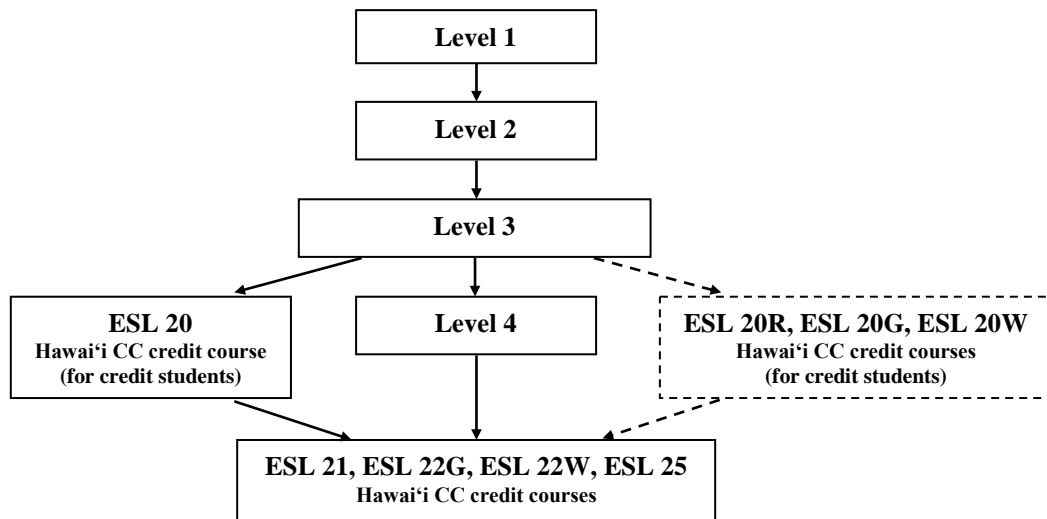 Level 1
Level 2
Level 3
ESL 20
Hawai‘i CC credit course
(for credit students)
Level 4
ESL 20R, ESL 20G, ESL 20W
Hawai‘i CC credit courses
(for credit students)
ESL 21, ESL 22G, ESL 22W, ESL 25
Hawai‘i CC credit courses